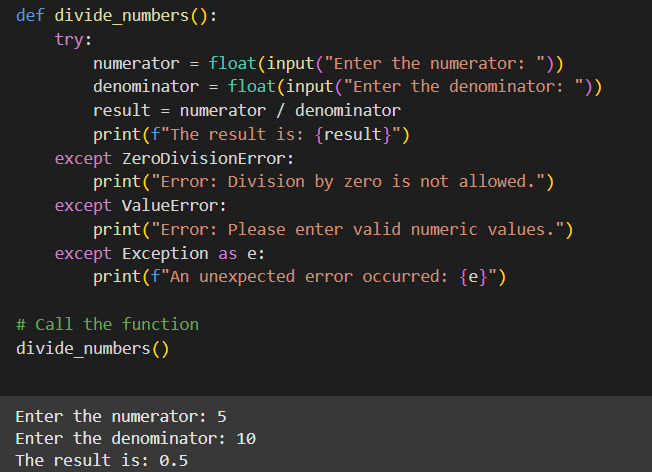 def divide_numbers():
    try:
        numerator = float(input("Enter the numerator: "))
        denominator = float(input("Enter the denominator: "))
        result = numerator / denominator
        print(f"The result is: {result}")
    except ZeroDivisionError:
        print("Error: Division by zero is not allowed.")
    except ValueError:
        print("Error: Please enter valid numeric values.")
    except Exception as e:
        print(f"An unexpected error occurred: {e}")

# Call the function
divide_numbers()

Enter the numerator: 5
Enter the denominator: 10
The result is: 0.5